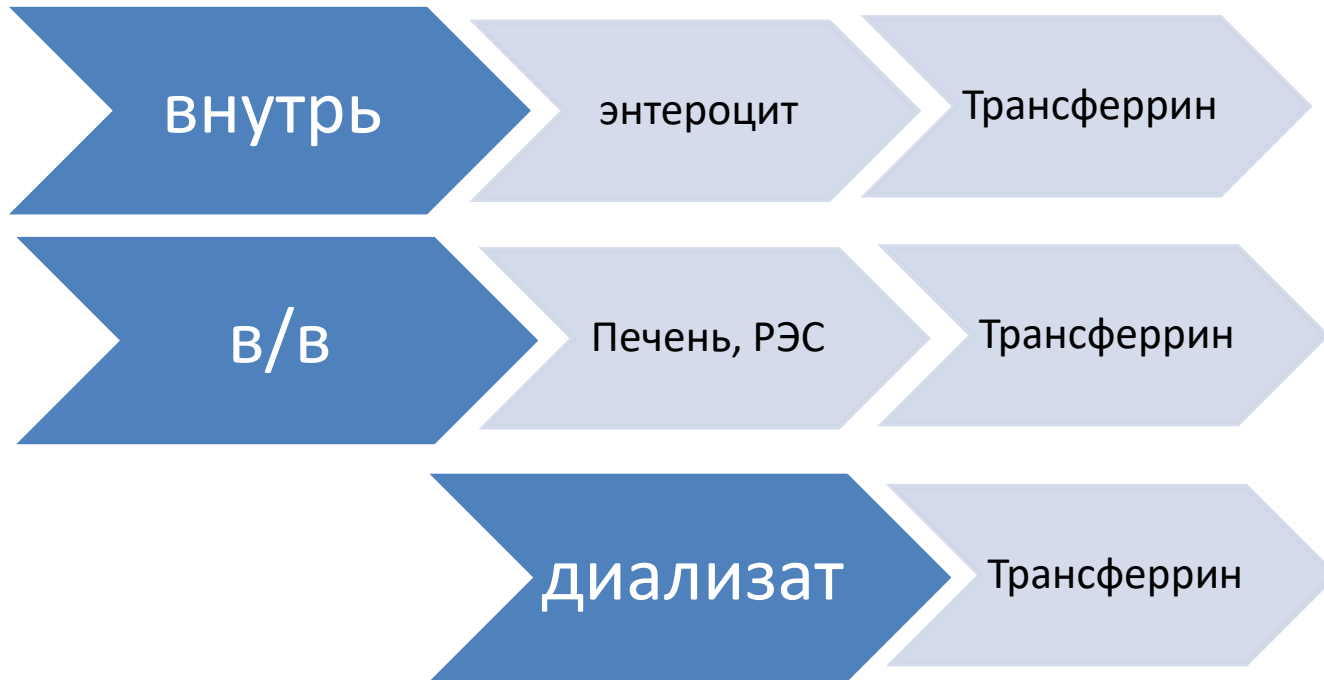 внутрь
энтероцит
Трансферрин
в/в
Печень, РЭС
Трансферрин
диализат
Трансферрин